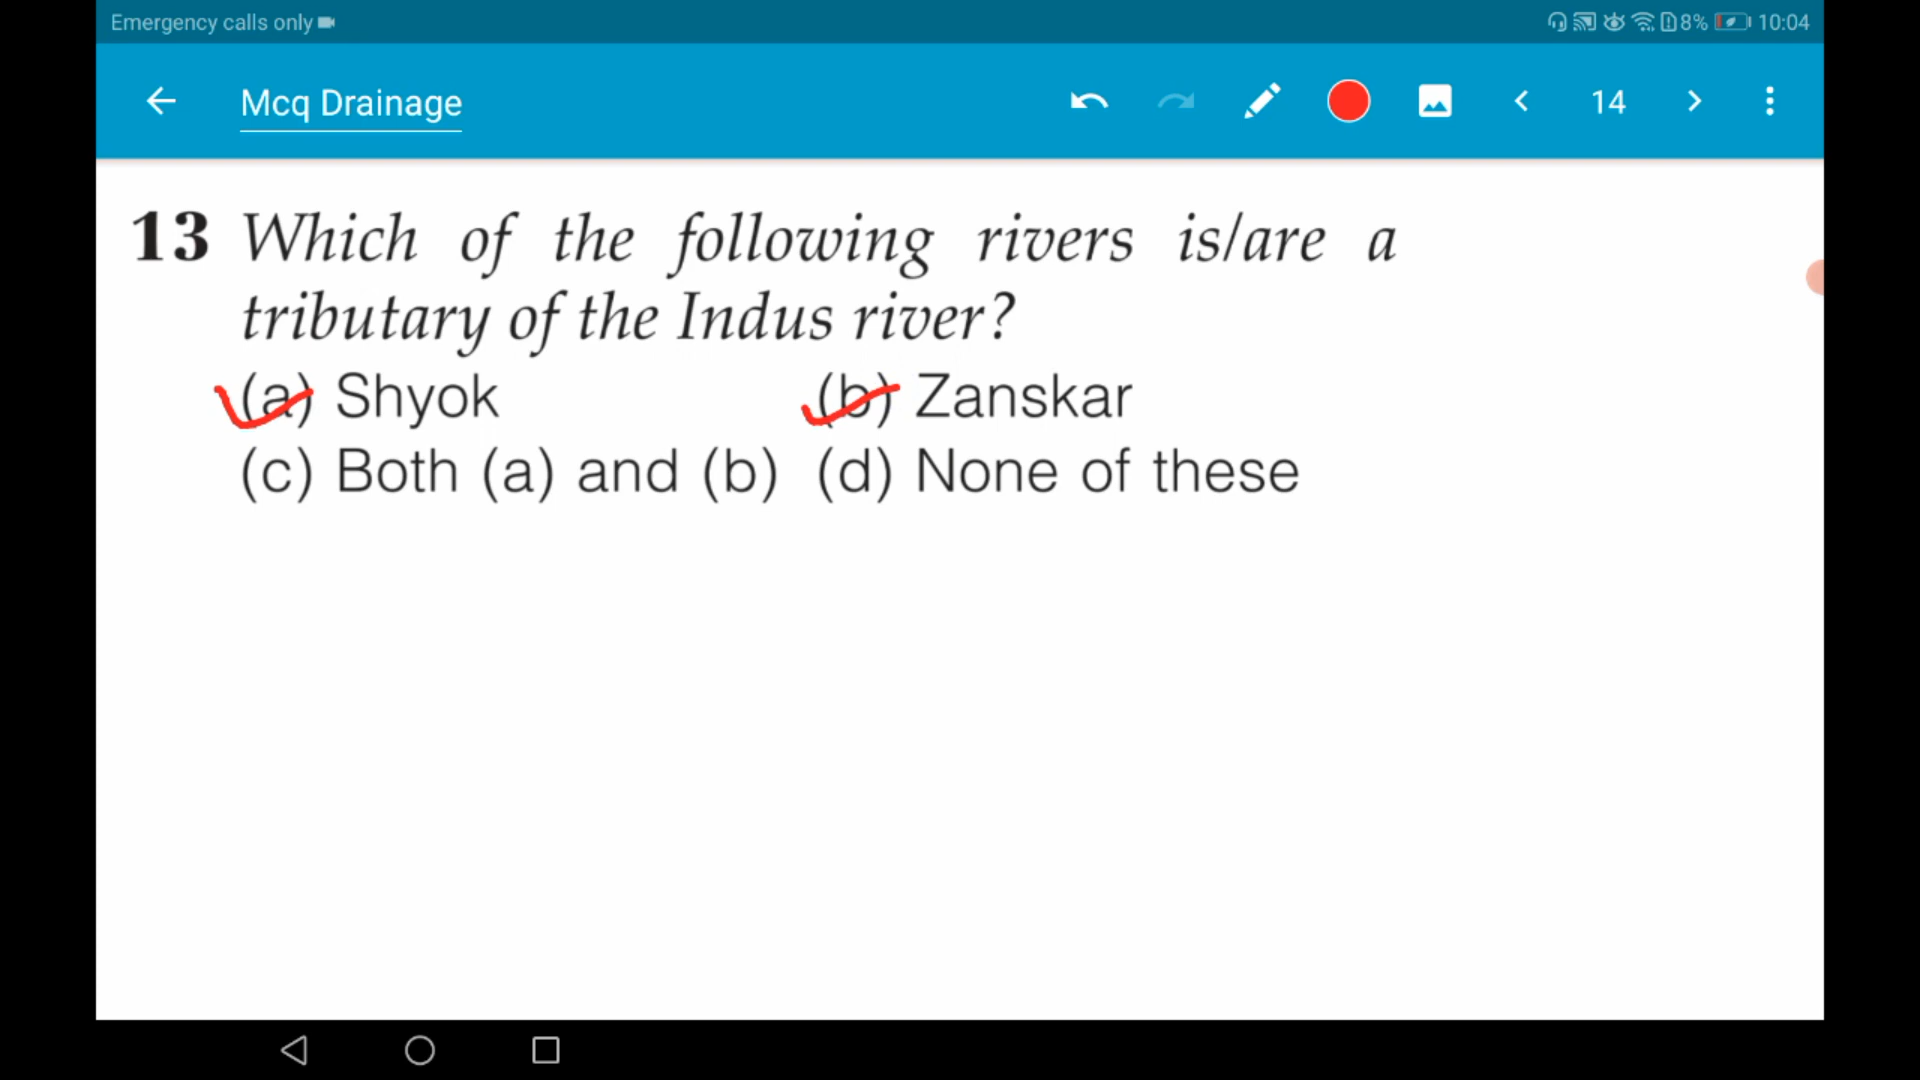 Emergency calls only 8% 10:04
Mcq Drainage 14
13 Which of the following rivers is/are a
tributary of the Indus river?
(a) Shyok (b) Zanskar
(c) Both (a) and (b) (d) None of these